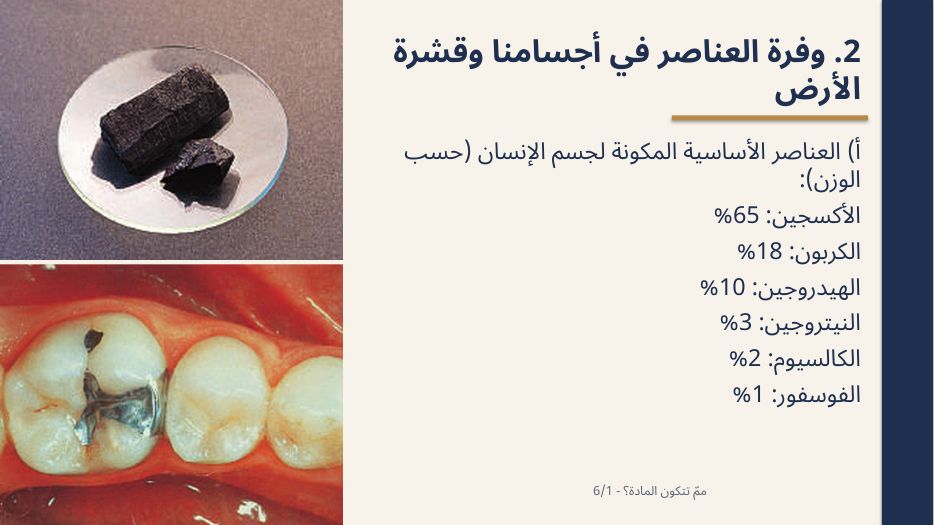 2. وفرة العناصر في أجسامنا وقشرة
الأرض
أ) العناصر الأساسية المكونة لجسم الإنسان (حسب
الوزن):
الأكسجين: 65%
الكربون: 18%
الهيدروجين: 10%
النيتروجين: 3%
الكالسيوم: 2%
الفوسفور: 1%
ممّ تتكون المادة؟ - 6/1